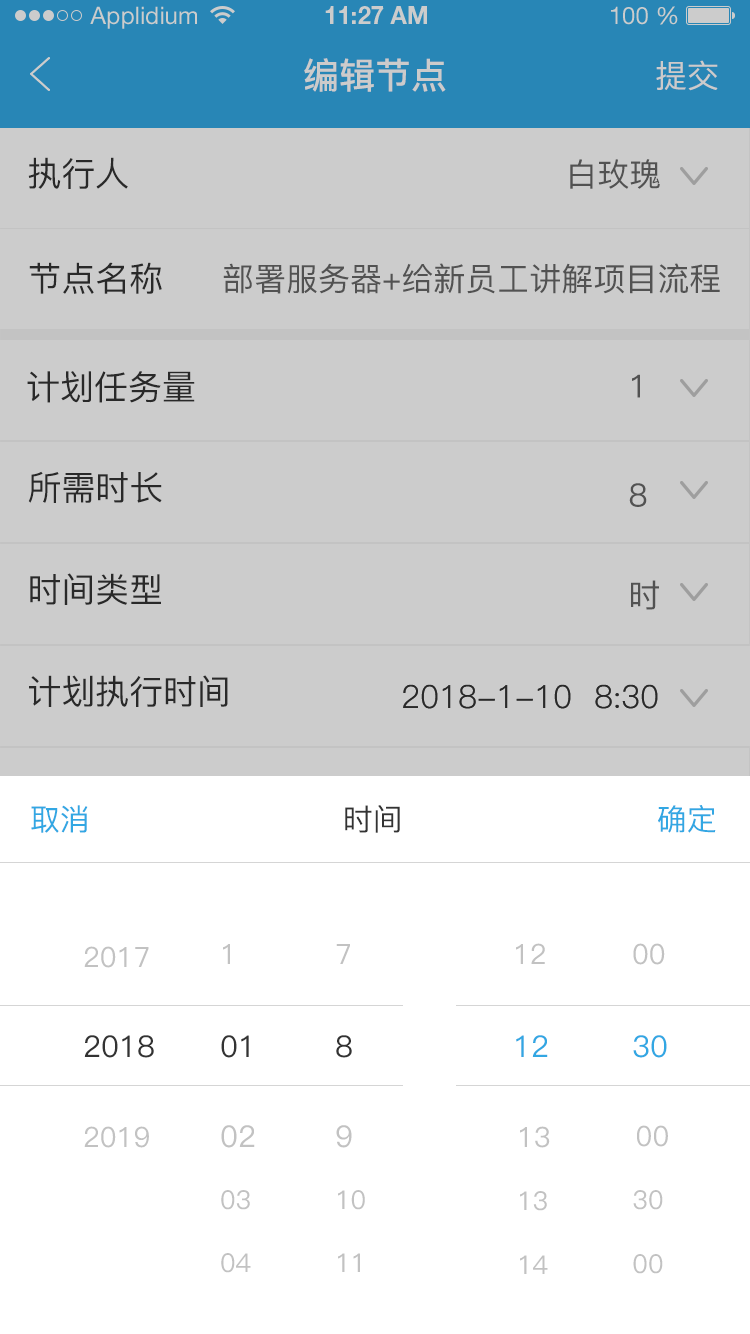 Applidium 11:27 AM 100 %
编辑节点 提交
执行人 白玫瑰
节点名称 部署服务器+给新员工讲解项目流程
计划任务量 1
所需时长 8
时间类型 时
计划执行时间 2018-1-10 8:30
取消 时间 确定
2017 1 7 12 00
2018 01 8 12 30
2019 02 9 13 00
03 10 13 30
04 11 14 00